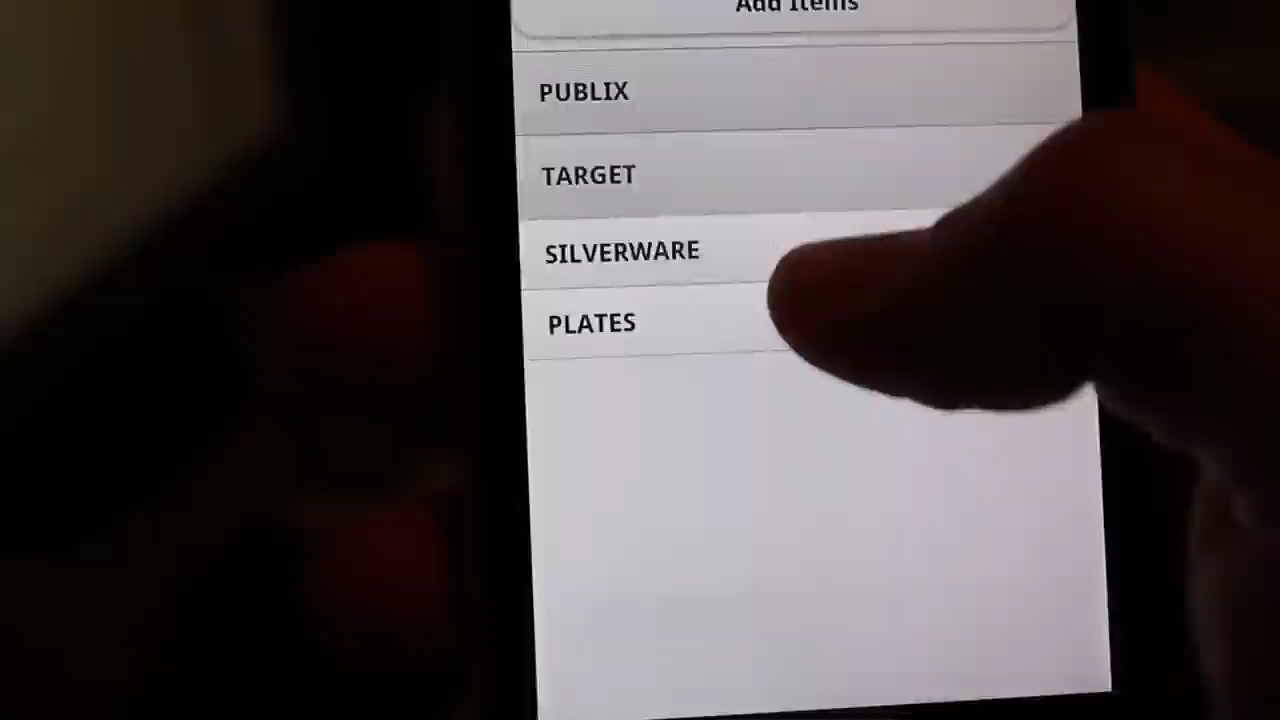 Add Items
PUBLIX
TARGET
SILVERWARE
PLATES